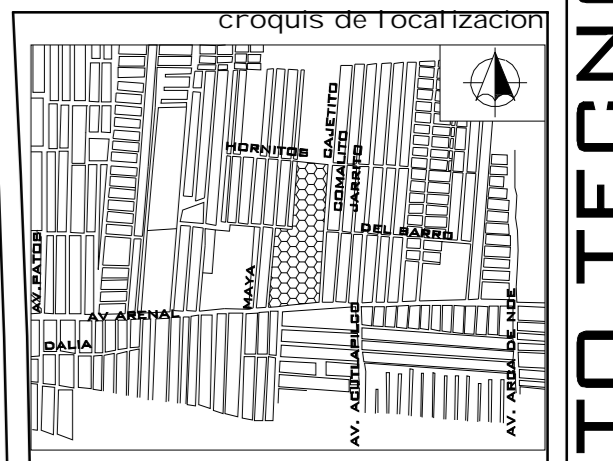 croquis de localizacion
HORNITOS
CAJETITO
COMALITO
JARRITO
DEL BARRO
AV. PATOS
MAYA
AV ARENAL
DALIA
AV. ACUTLAPILCO
AV. ARCA DE NOE
TO TECN